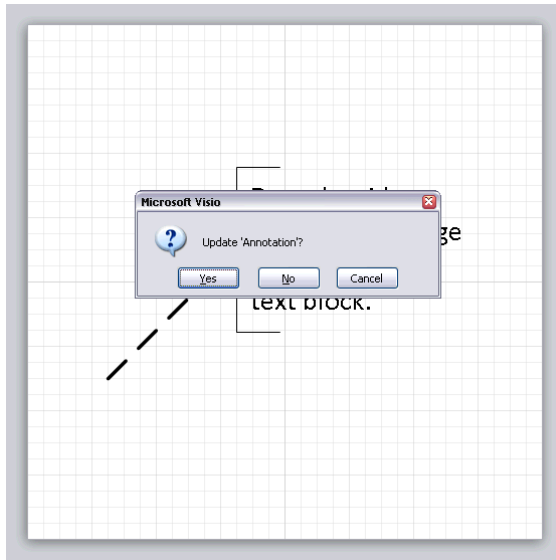 Microsoft Visio
ge
Update 'Annotation'?
Yes No Cancel
text block.